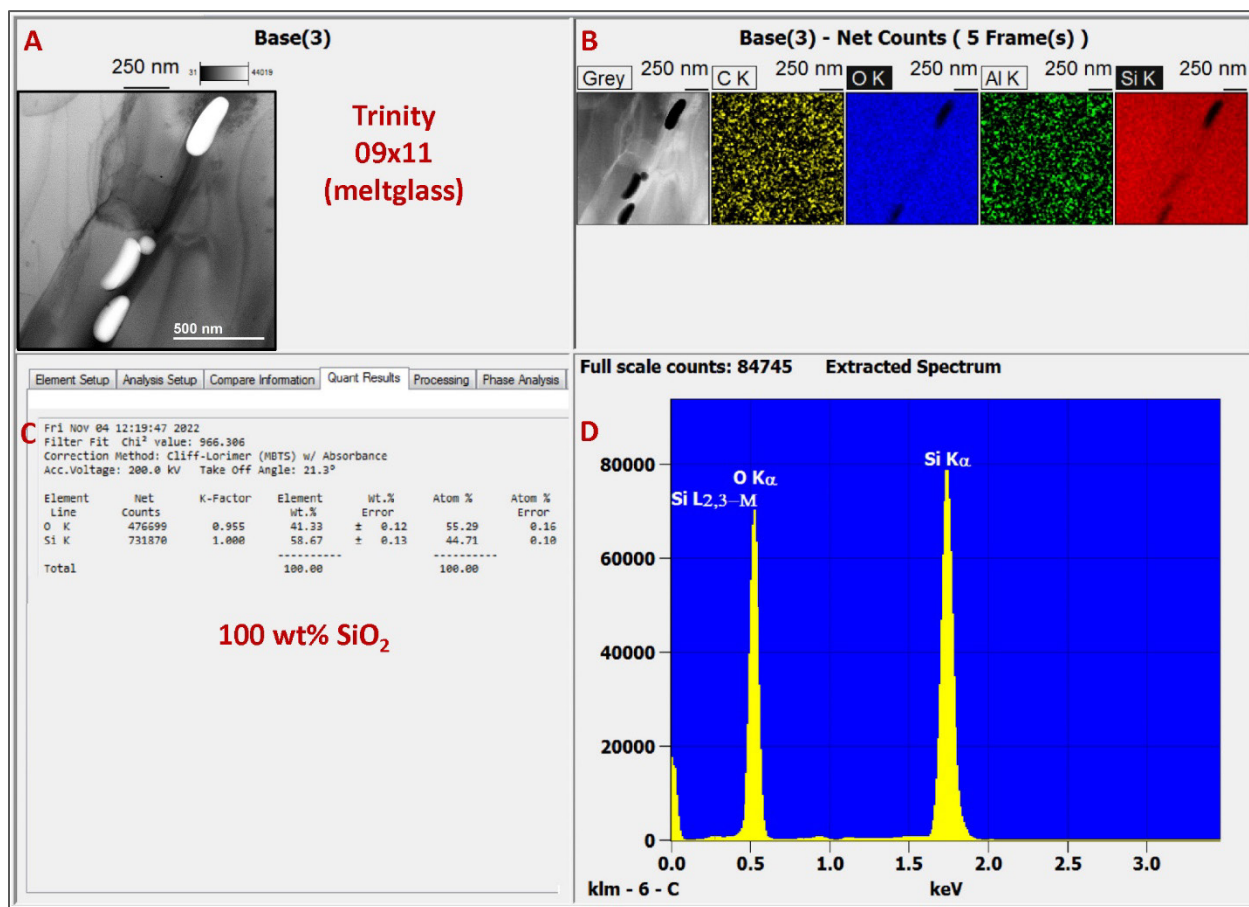 A
Base(3)
250 nm
31
44019
Trinity
09x11
(meltglass)
500 nm
B
Base(3) - Net Counts ( 5 Frame(s) )
Grey 250 nm C K 250 nm O K 250 nm Al K 250 nm Si K 250 nm
Element Setup Analysis Setup Compare Information Quant Results Processing Phase Analysis
C
Fri Nov 04 12:19:47 2022
Filter Fit Chi² value: 966.306
Correction Method: Cliff-Lorimer (MBTS) w/ Absorbance
Acc.Voltage: 200.0 kV Take Off Angle: 21.3°
Element Net K-Factor Element Wt.% Atom % Atom %
Line Counts Wt.% Error Error
O K 476699 0.955 41.33 ± 0.12 55.29 0.16
Si K 731870 1.000 58.67 ± 0.13 44.71 0.10
---------- ----------
Total 100.00 100.00
100 wt% SiO₂
Full scale counts: 84745 Extracted Spectrum
D
80000
60000
40000
20000
0
O Kα
Si L2,3–M
Si Kα
0.0 0.5 1.0 1.5 2.0 2.5 3.0
klm - 6 - C keV